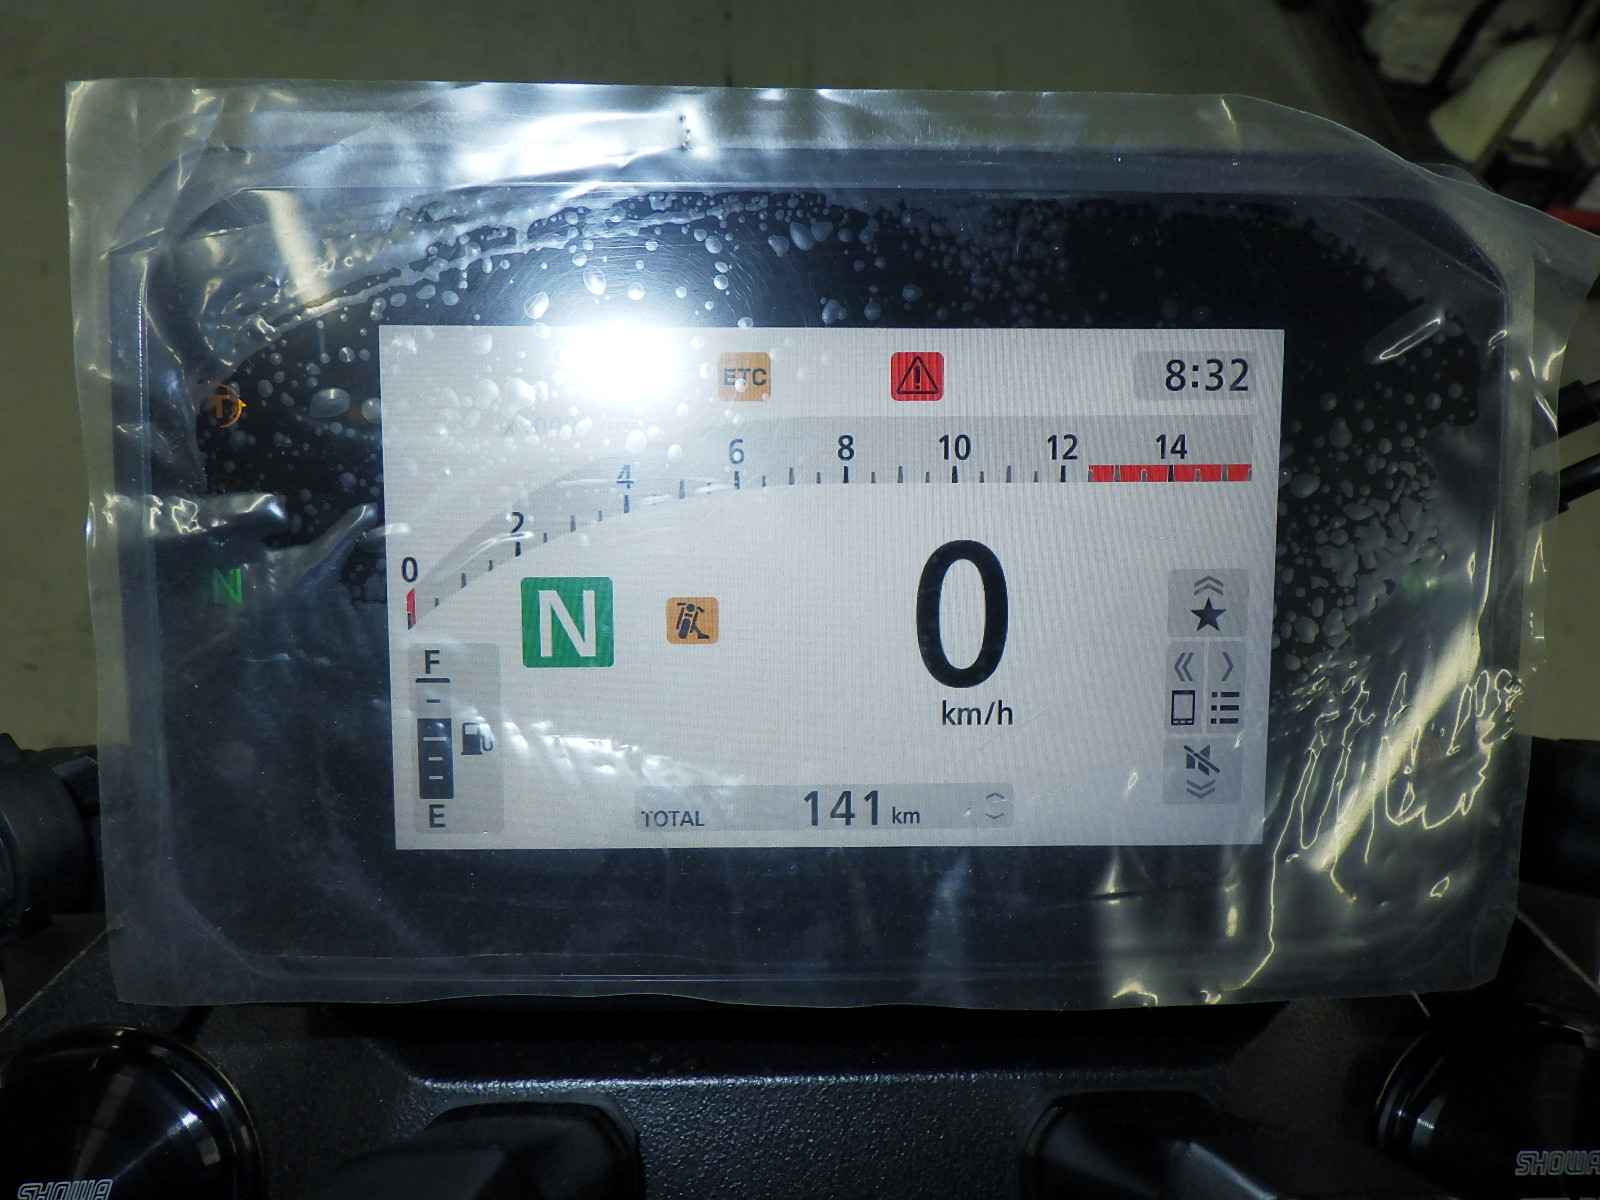 ETC
8:32
0 2 4 6 8 10 12 14
T
N
N
0
km/h
F
E
TOTAL 141 km
SHOWA
SHOWA